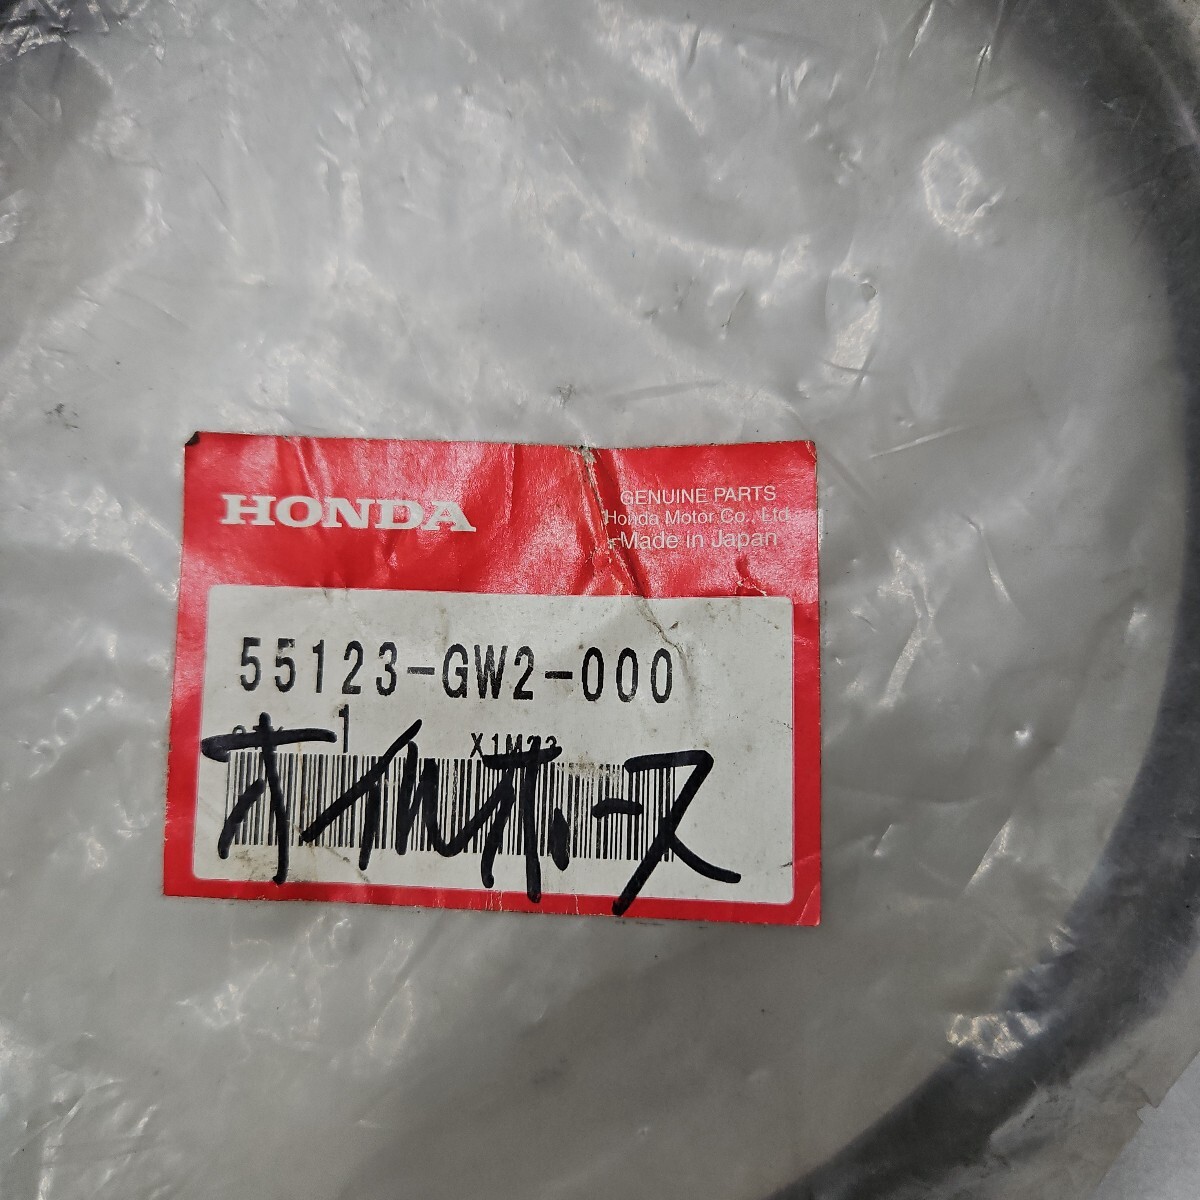 HONDA
GENUINE PARTS
Honda Motor Co., Ltd.
Made in Japan
55123-GW2-000
1
オイルホース